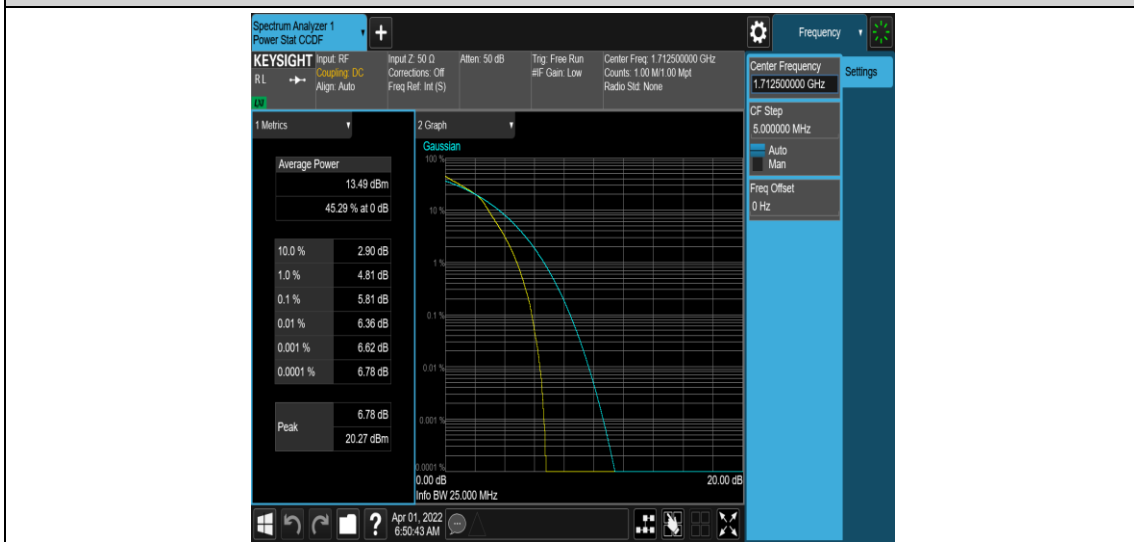 Spectrum Analyzer 1
Power Stat CCDF
Frequency
KEYSIGHT
RL
LXI
Input: RF
Coupling: DC
Align: Auto
Input Z: 50 Ω
Corrections: Off
Freq Ref: Int (S)
Atten: 50 dB
Trig: Free Run
#IF Gain: Low
Center Freq: 1.712500000 GHz
Counts: 1.00 M/1.00 Mpt
Radio Std: None
Center Frequency
1.712500000 GHz
Settings
CF Step
5.000000 MHz
Auto
Man
Freq Offset
0 Hz
1 Metrics
Average Power
13.49 dBm
45.29 % at 0 dB
10.0 % 2.90 dB
1.0 % 4.81 dB
0.1 % 5.81 dB
0.01 % 6.36 dB
0.001 % 6.62 dB
0.0001 % 6.78 dB
Peak
6.78 dB
20.27 dBm
2 Graph
Gaussian
100 %
10 %
1 %
0.1 %
0.01 %
0.001 %
0.0001 %
0.00 dB
20.00 dB
Info BW 25.000 MHz
?
Apr 01, 2022
6:50:43 AM